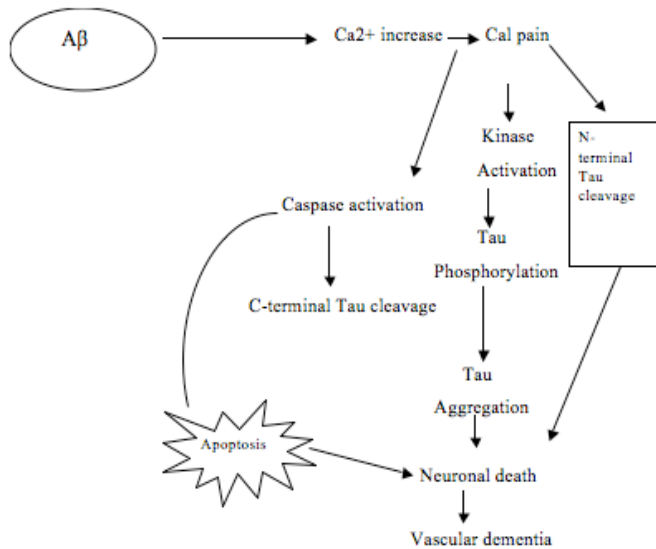 Aβ
Ca2+ increase
Cal pain
Kinase
Activation
N-
terminal
Tau
cleavage
Caspase activation
Tau
Phosphorylation
C-terminal Tau cleavage
Tau
Aggregation
Apoptosis
Neuronal death
Vascular dementia